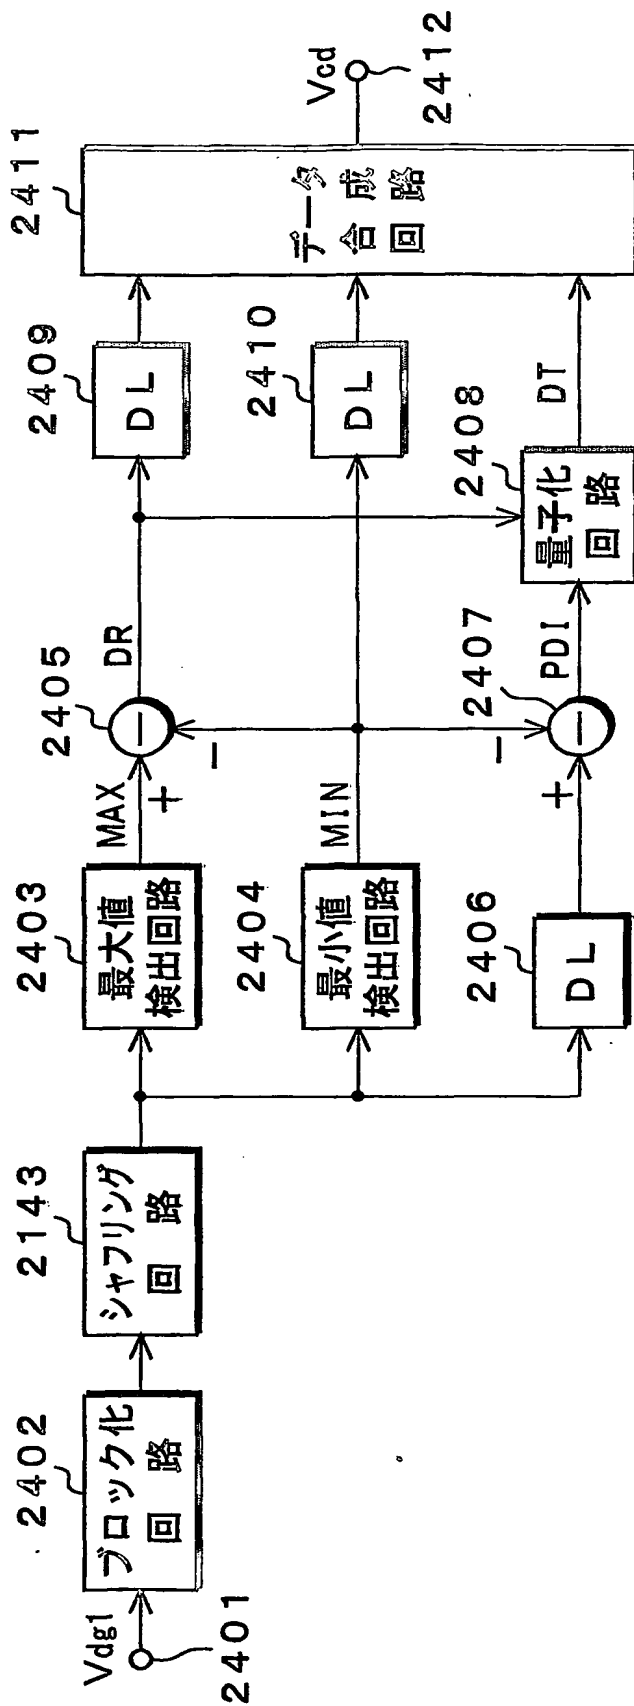 Vdg1
2401
2402
ブロック化
回路
2143
シャフリング
回路
2403
最大値
検出回路
MAX
+
-
2405
-
DR
2409
DL
2411
データ
合成
回路
Vcd
2412
2404
最小値
検出回路
MIN
2410
DL
2406
DL
+
-
2407
-
PDI
2408
量子化
回路
DT